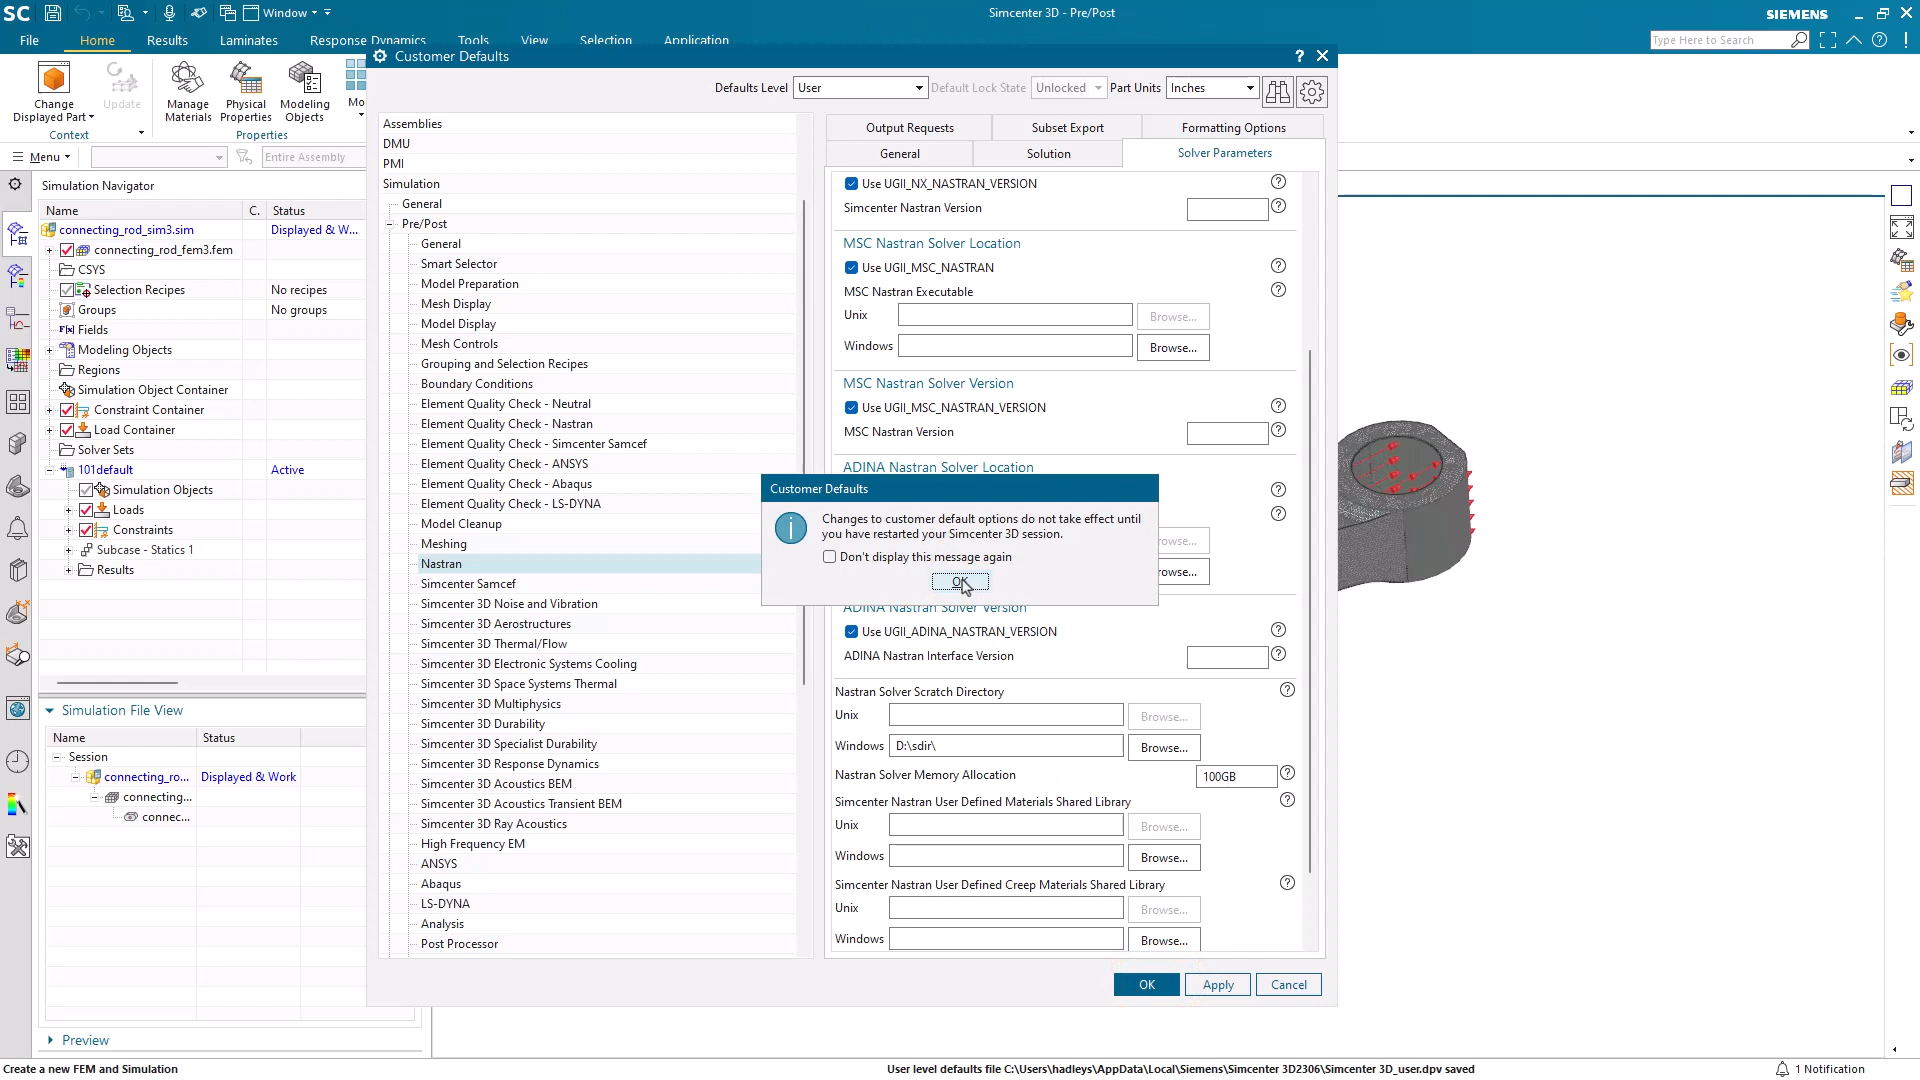 SC
Window
Simcenter 3D - Pre/Post
SIEMENS
File
Home
Results
Laminates
Response Dynamics
Tools
View
Selection
Application
Type Here to Search
Change
Displayed Part
Update
Manage
Materials
Physical
Properties
Modeling
Objects
Mo
Context
Properties
Menu
Entire Assembly
Simulation Navigator
Name
C.
Status
connecting_rod_sim3.sim
Displayed & W...
connecting_rod_fem3.fem
CSYS
Selection Recipes
No recipes
Groups
No groups
Fields
Modeling Objects
Regions
Simulation Object Container
Constraint Container
Load Container
Solver Sets
101default
Active
Simulation Objects
Loads
Constraints
Subcase - Statics 1
Results
Simulation File View
Name
Status
Session
connecting_ro...
Displayed & Work
connecting...
connec...
Preview
Customer Defaults
Defaults Level
User
Default Lock State
Unlocked
Part Units
Inches
Assemblies
DMU
PMI
Simulation
General
Pre/Post
General
Smart Selector
Model Preparation
Mesh Display
Model Display
Mesh Controls
Grouping and Selection Recipes
Boundary Conditions
Element Quality Check - Neutral
Element Quality Check - Nastran
Element Quality Check - Simcenter Samcef
Element Quality Check - ANSYS
Element Quality Check - Abaqus
Element Quality Check - LS-DYNA
Model Cleanup
Meshing
Nastran
Simcenter Samcef
Simcenter 3D Noise and Vibration
Simcenter 3D Aerostructures
Simcenter 3D Thermal/Flow
Simcenter 3D Electronic Systems Cooling
Simcenter 3D Space Systems Thermal
Simcenter 3D Multiphysics
Simcenter 3D Durability
Simcenter 3D Specialist Durability
Simcenter 3D Response Dynamics
Simcenter 3D Acoustics BEM
Simcenter 3D Acoustics Transient BEM
Simcenter 3D Ray Acoustics
High Frequency EM
ANSYS
Abaqus
LS-DYNA
Analysis
Post Processor
Output Requests
Subset Export
Formatting Options
General
Solution
Solver Parameters
Use UGII_NX_NASTRAN_VERSION
Simcenter Nastran Version
MSC Nastran Solver Location
Use UGII_MSC_NASTRAN
MSC Nastran Executable
Unix
Browse...
Windows
Browse...
MSC Nastran Solver Version
Use UGII_MSC_NASTRAN_VERSION
MSC Nastran Version
ADINA Nastran Solver Location
Customer Defaults
Changes to customer default options do not take effect until
you have restarted your Simcenter 3D session.
Don't display this message again
OK
rowse...
rowse...
ADINA Nastran Solver Version
Use UGII_ADINA_NASTRAN_VERSION
ADINA Nastran Interface Version
Nastran Solver Scratch Directory
Unix
Browse...
Windows
D:\sdir\
Browse...
Nastran Solver Memory Allocation
100GB
Simcenter Nastran User Defined Materials Shared Library
Unix
Browse...
Windows
Browse...
Simcenter Nastran User Defined Creep Materials Shared Library
Unix
Browse...
Windows
Browse...
OK
Apply
Cancel
Create a new FEM and Simulation
User level defaults file C:\Users\hadleys\AppData\Local\Siemens\Simcenter 3D2306\Simcenter 3D_user.dpv saved
1 Notification